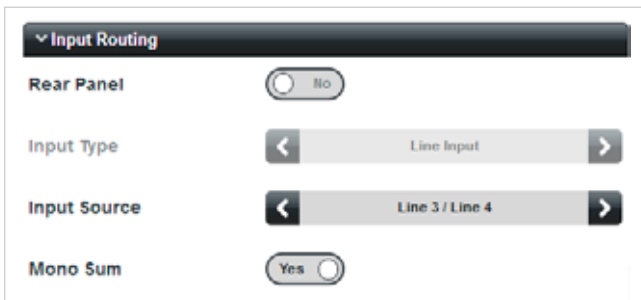 Input Routing
Rear Panel No
Input Type Line Input
Input Source Line 3 / Line 4
Mono Sum Yes